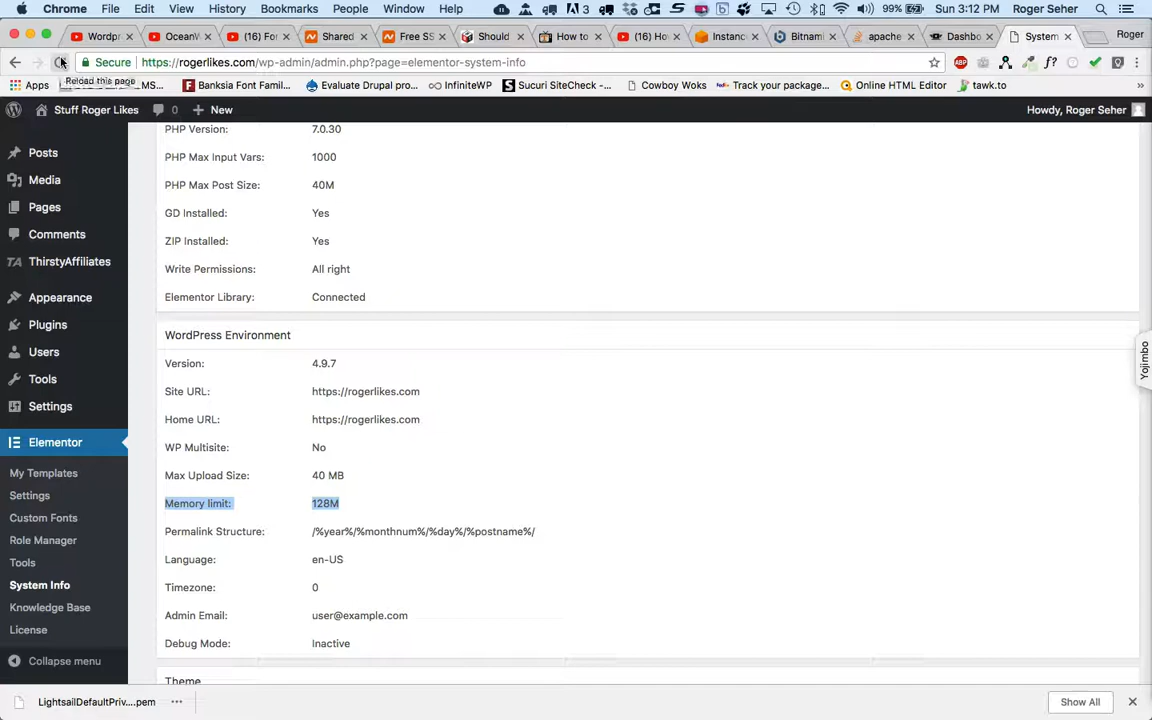 Chrome File Edit View History Bookmarks People Window Help 3 99% Sun 3:12 PM Roger Seher
Wordpr OceanW (16) For Shared Free SS Should How to (16) Ho Instanc Bitnami apache Dashbo System Roger
Secure https://rogerlikes.com/wp-admin/admin.php?page=elementor-system-info
Reload this page
Apps MS... Banksia Font Famil... Evaluate Drupal pro... InfiniteWP Sucuri SiteCheck -... Cowboy Woks Track your package... Online HTML Editor tawk.to »
Stuff Roger Likes 0 New Howdy, Roger Seher
Posts
Media
Pages
Comments
ThirstyAffiliates
Appearance
Plugins
Users
Tools
Settings
Elementor
My Templates
Settings
Custom Fonts
Role Manager
Tools
System Info
Knowledge Base
License
Collapse menu
PHP Version: 7.0.30
PHP Max Input Vars: 1000
PHP Max Post Size: 40M
GD Installed: Yes
ZIP Installed: Yes
Write Permissions: All right
Elementor Library: Connected
WordPress Environment
Version: 4.9.7
Site URL: https://rogerlikes.com
Home URL: https://rogerlikes.com
WP Multisite: No
Max Upload Size: 40 MB
Memory limit: 128M
Permalink Structure: /%year%/%monthnum%/%day%/%postname%/
Language: en-US
Timezone: 0
Admin Email: user@example.com
Debug Mode: Inactive
Theme
Yojimbo
LightsailDefaultPriv....pem Show All